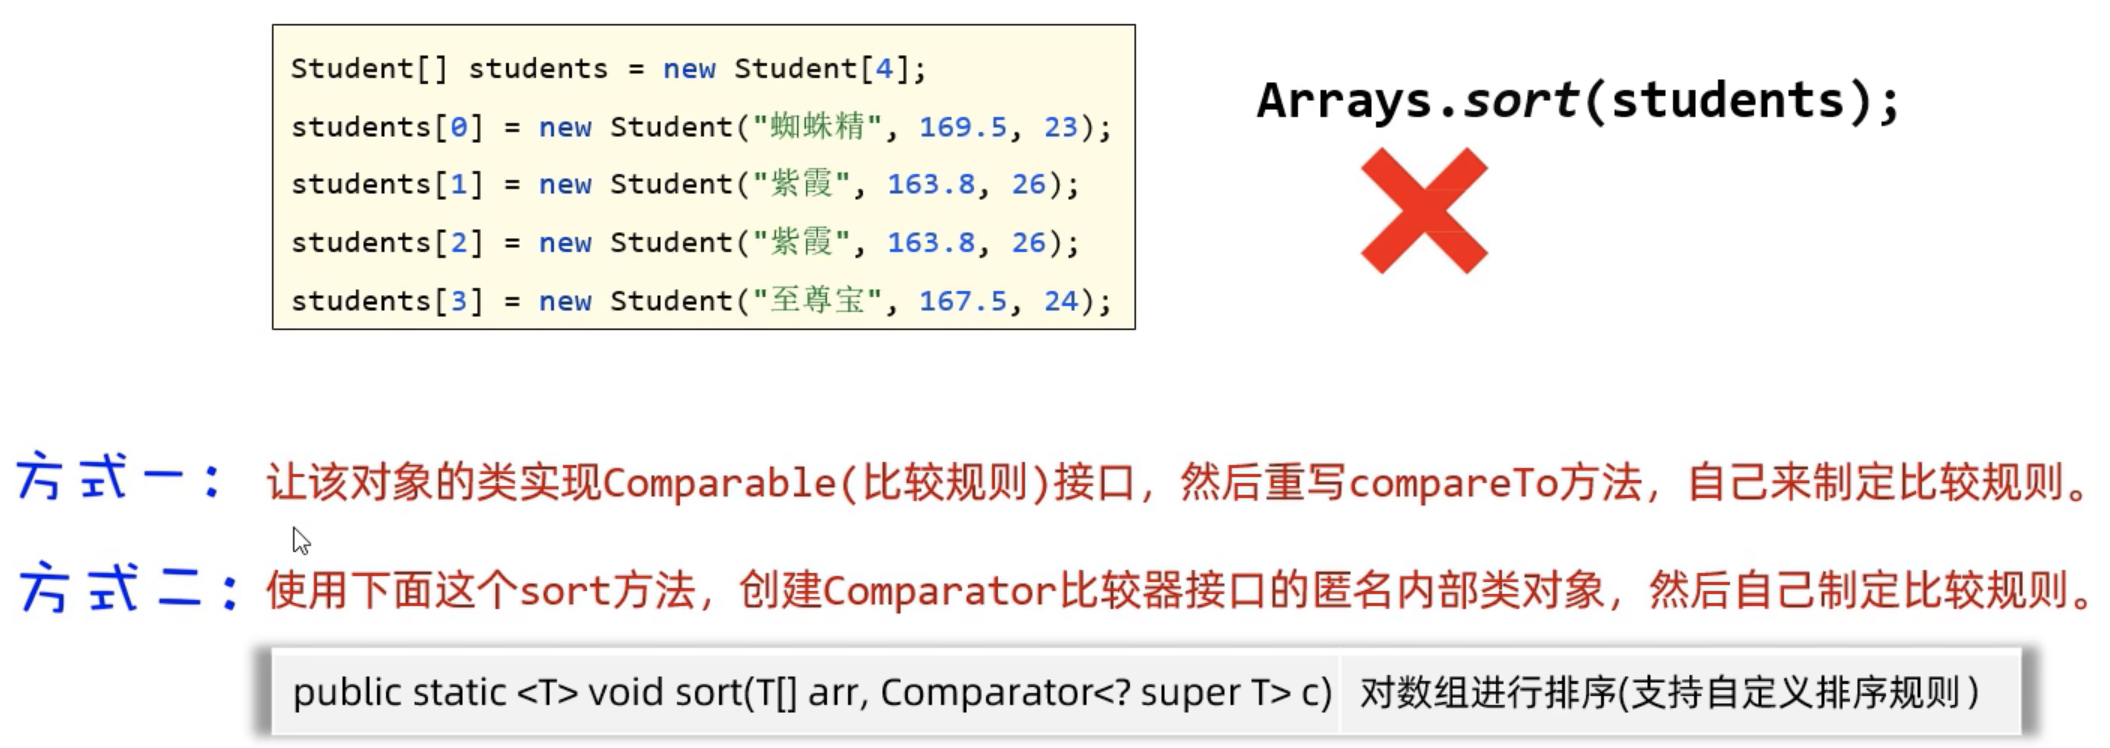 Student[] students = new Student[4];
students[0] = new Student("蜘蛛精", 169.5, 23);
students[1] = new Student("紫霞", 163.8, 26);
students[2] = new Student("紫霞", 163.8, 26);
students[3] = new Student("至尊宝", 167.5, 24);
Arrays.sort(students);
方式一：让该对象的类实现Comparable(比较规则)接口，然后重写compareTo方法，自己来制定比较规则。
方式二：使用下面这个sort方法，创建Comparator比较器接口的匿名内部类对象，然后自己制定比较规则。
public static <T> void sort(T[] arr, Comparator<? super T> c) 对数组进行排序(支持自定义排序规则）